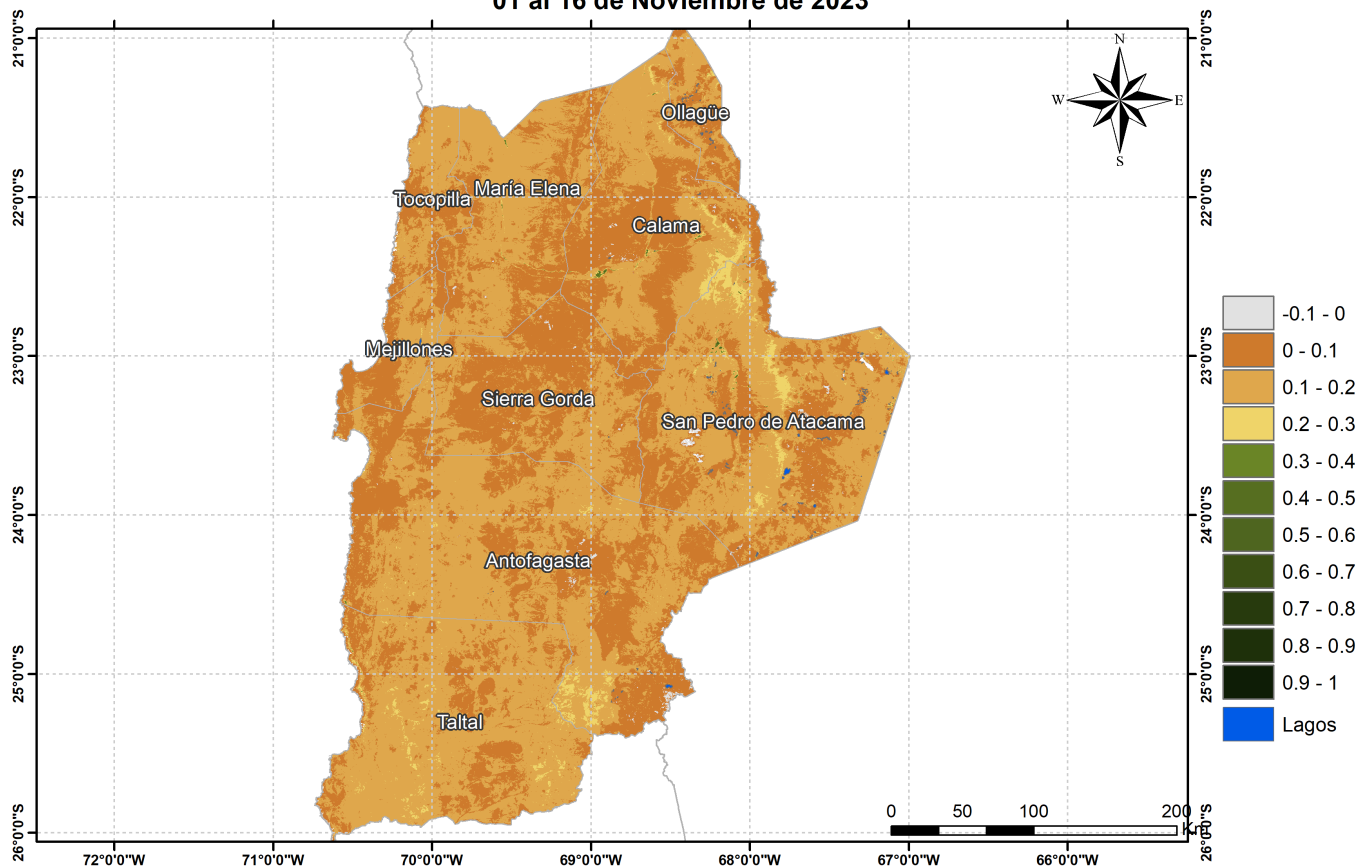 01 al 16 de Noviembre de 2023
21°0'0"S
21°0'0"S
N
W
E
S
Ollagüe
22°0'0"S
María Elena
Tocopilla
22°0'0"S
Calama
-0.1 - 0
23°0'0"S
Mejillones
23°0'0"S
0 - 0.1
0.1 - 0.2
Sierra Gorda
San Pedro de Atacama
0.2 - 0.3
0.3 - 0.4
0.4 - 0.5
24°0'0"S
24°0'0"S
0.5 - 0.6
Antofagasta
0.6 - 0.7
0.7 - 0.8
0.8 - 0.9
25°0'0"S
25°0'0"S
0.9 - 1
Taltal
Lagos
0 50 100 200
Km
26°0'0"S
26°0'0"S
72°0'0"W 71°0'0"W 70°0'0"W 69°0'0"W 68°0'0"W 67°0'0"W 66°0'0"W